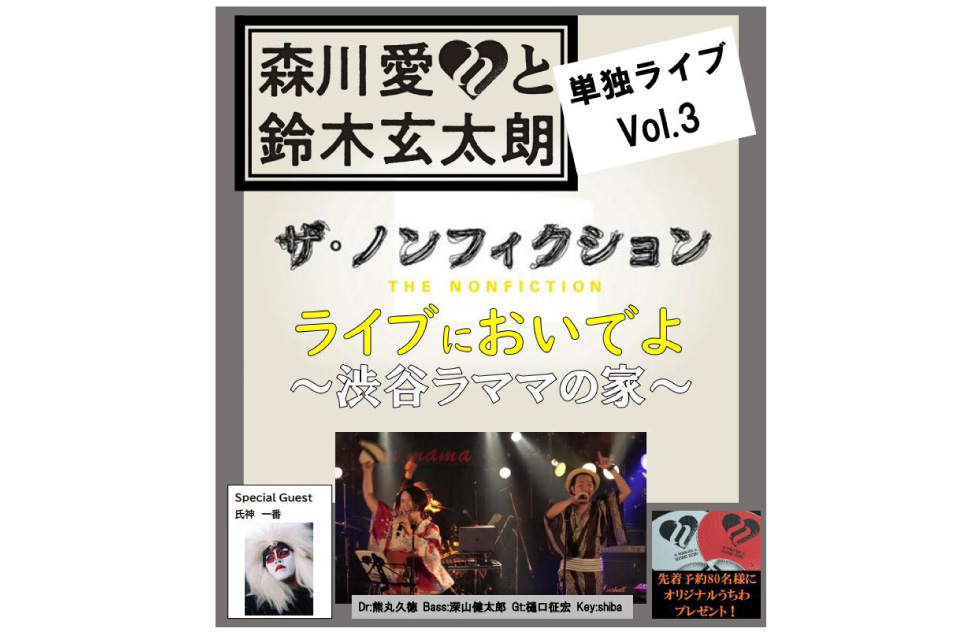 森川愛♥と
鈴木玄太朗
単独ライブ
Vol.3
ザ・ノンフィクション
THE NONFICTION
ライブにおいでよ
～渋谷ラママの家～
mama
Special Guest
氏神 一番
Dr:熊丸久徳 Bass:深山健太郎 Gt:樋口征宏 Key:shiba
先着予約80名様に
オリジナルうちわ
プレゼント！